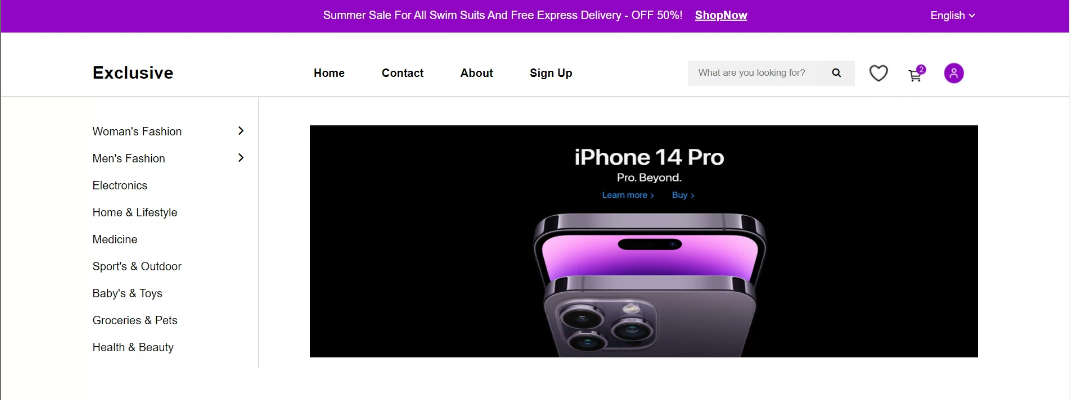 Summer Sale For All Swim Suits And Free Express Delivery - OFF 50%! ShopNow
English
Exclusive
Home
Contact
About
Sign Up
What are you looking for?
2
Woman's Fashion
Men's Fashion
Electronics
Home & Lifestyle
Medicine
Sport's & Outdoor
Baby's & Toys
Groceries & Pets
Health & Beauty
iPhone 14 Pro
Pro. Beyond.
Learn more > Buy >